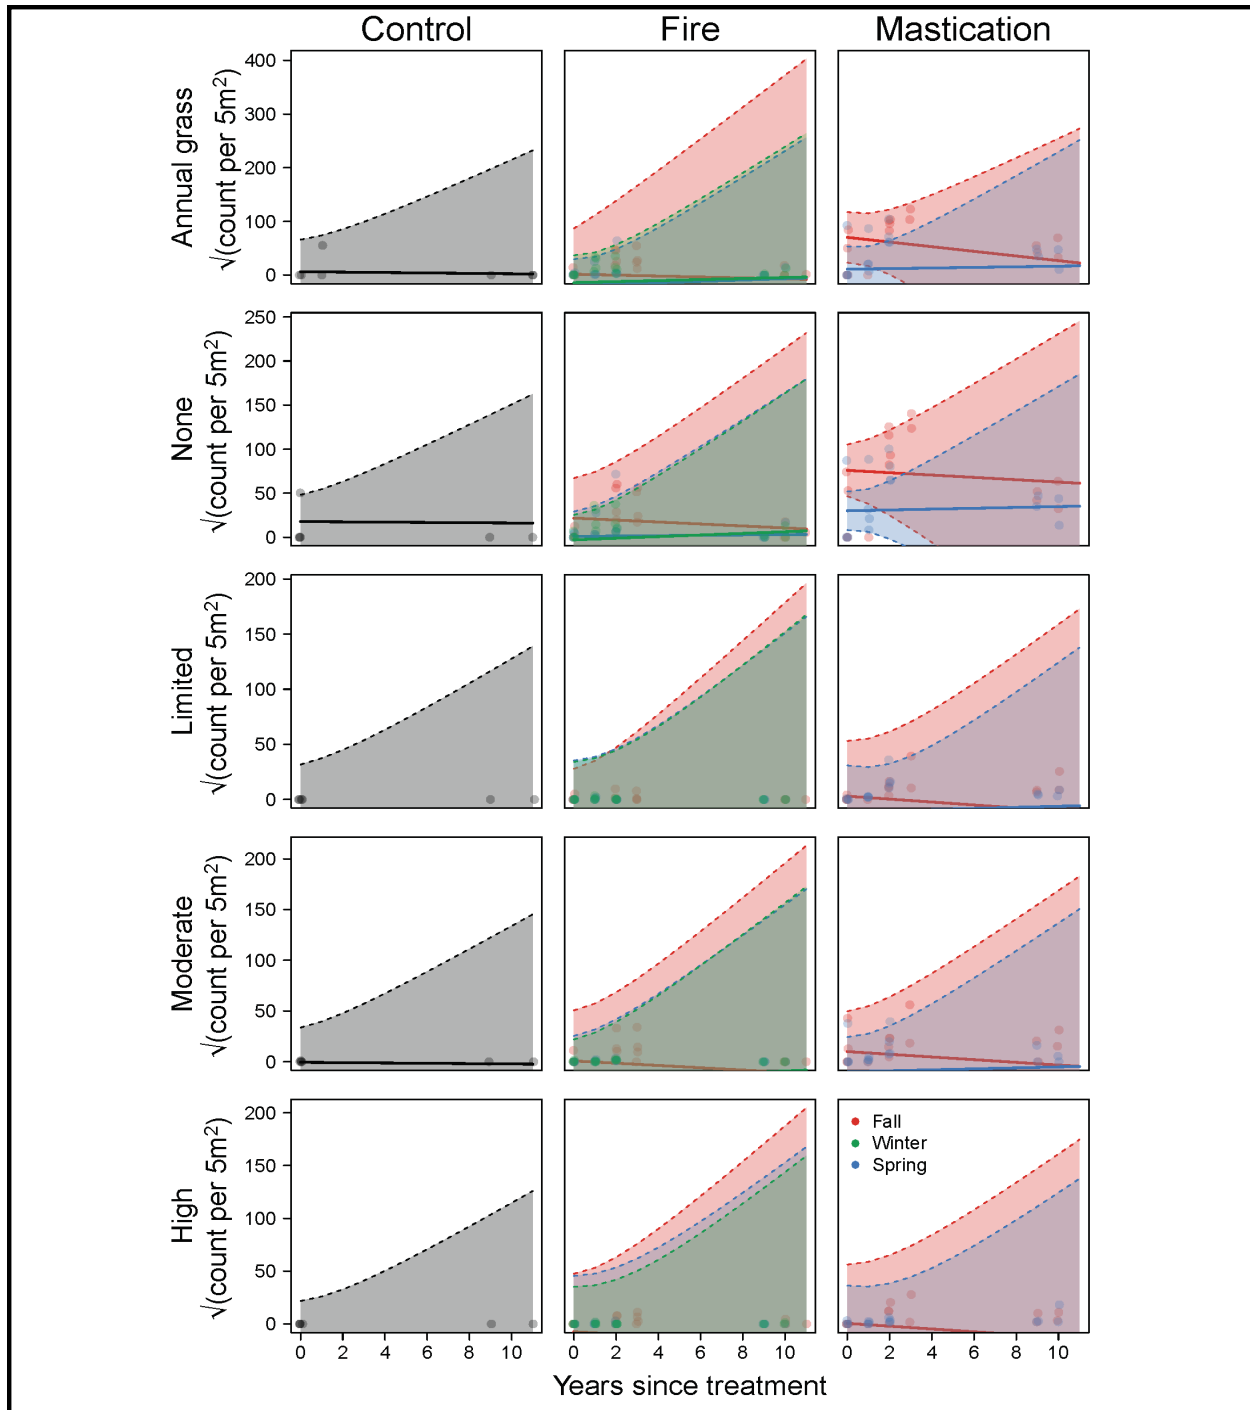 Control Fire Mastication
Annual grass
√(count per 5m²)
400
300
200
100
0
None
√(count per 5m²)
250
200
150
100
50
0
Limited
√(count per 5m²)
200
150
100
50
0
Moderate
√(count per 5m²)
200
150
100
50
0
High
√(count per 5m²)
200
150
100
50
0
Fall
Winter
Spring
0 2 4 6 8 10 0 2 4 6 8 10 0 2 4 6 8 10
Years since treatment